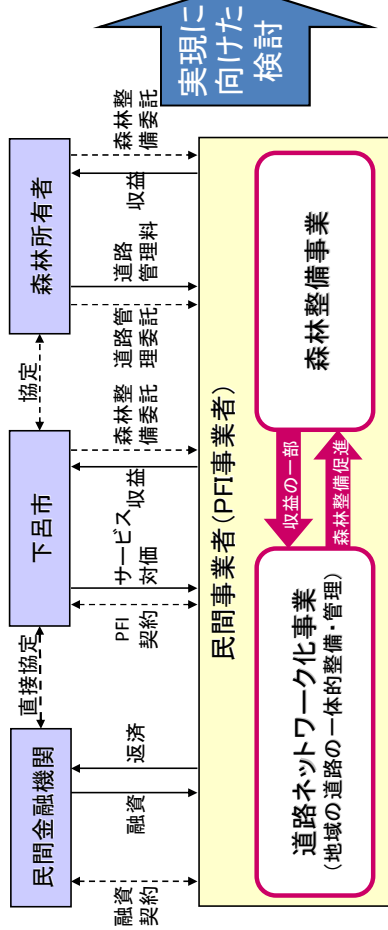 民間金融機関
直接協定
下呂市
協定
森林所有者
融資
契約
融資
返済
PFI
契約
サービス
対価
収益
森林整
備委託
道路管
理委託
道路
管理料
収益
森林整
備委託
民間事業者(PFI事業者)
道路ネットワーク化事業
(地域の道路の一体的整備・管理)
収益の一部
森林整備促進
森林整備事業
実現に
向けた
検討